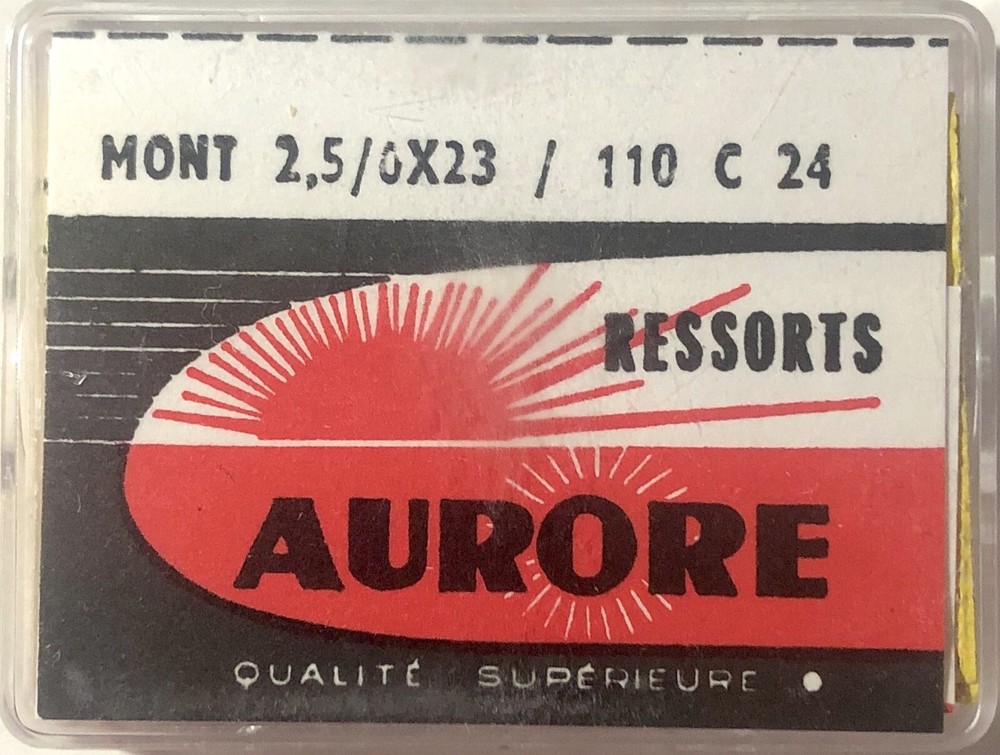 MONT 2,5/0X23 / 110 C 24
RESSORTS
AURORE
QUALITÉ SUPÉRIEURE